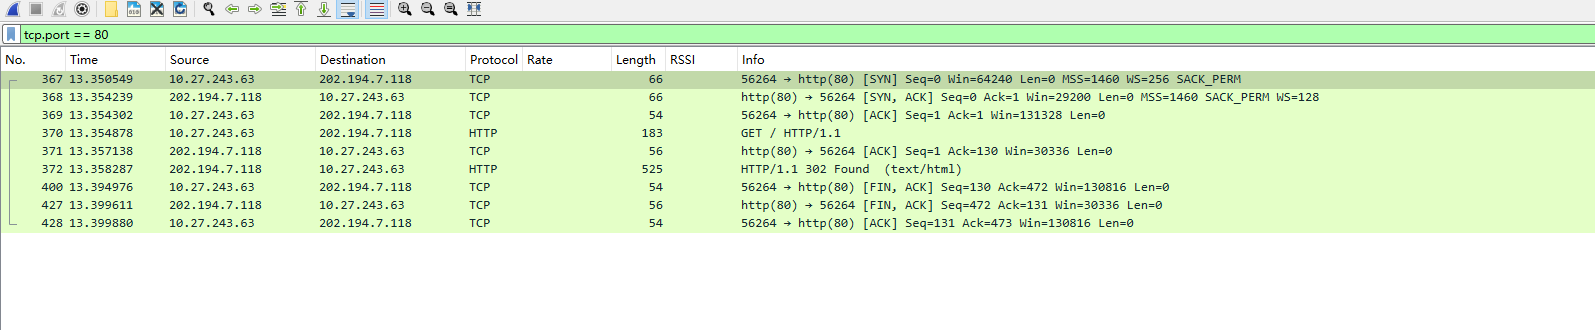 tcp.port == 80
No. Time Source Destination Protocol Rate Length RSSI Info
367 13.350549 10.27.243.63 202.194.7.118 TCP 66 56264 → http(80) [SYN] Seq=0 Win=64240 Len=0 MSS=1460 WS=256 SACK_PERM
368 13.354239 202.194.7.118 10.27.243.63 TCP 66 http(80) → 56264 [SYN, ACK] Seq=0 Ack=1 Win=29200 Len=0 MSS=1460 SACK_PERM WS=128
369 13.354302 10.27.243.63 202.194.7.118 TCP 54 56264 → http(80) [ACK] Seq=1 Ack=1 Win=131328 Len=0
370 13.354878 10.27.243.63 202.194.7.118 HTTP 183 GET / HTTP/1.1
371 13.357138 202.194.7.118 10.27.243.63 TCP 56 http(80) → 56264 [ACK] Seq=1 Ack=130 Win=30336 Len=0
372 13.358287 202.194.7.118 10.27.243.63 HTTP 525 HTTP/1.1 302 Found (text/html)
400 13.394976 10.27.243.63 202.194.7.118 TCP 54 56264 → http(80) [FIN, ACK] Seq=130 Ack=472 Win=130816 Len=0
427 13.399611 202.194.7.118 10.27.243.63 TCP 56 http(80) → 56264 [FIN, ACK] Seq=472 Ack=131 Win=30336 Len=0
428 13.399880 10.27.243.63 202.194.7.118 TCP 54 56264 → http(80) [ACK] Seq=131 Ack=473 Win=130816 Len=0